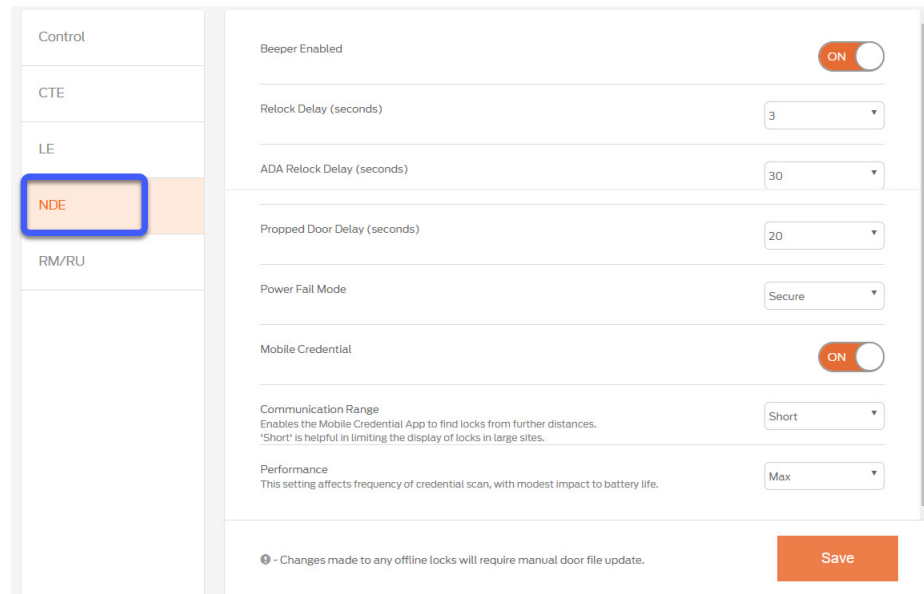 Control
CTE
LE
NDE
RM/RU
Beeper Enabled
ON
Relock Delay (seconds)
3
ADA Relock Delay (seconds)
30
Propped Door Delay (seconds)
20
Power Fail Mode
Secure
Mobile Credential
ON
Communication Range
Enables the Mobile Credential App to find locks from further distances.
'Short' is helpful in limiting the display of locks in large sites.
Short
Performance
This setting affects frequency of credential scan, with modest impact to battery life.
Max
! - Changes made to any offline locks will require manual door file update.
Save